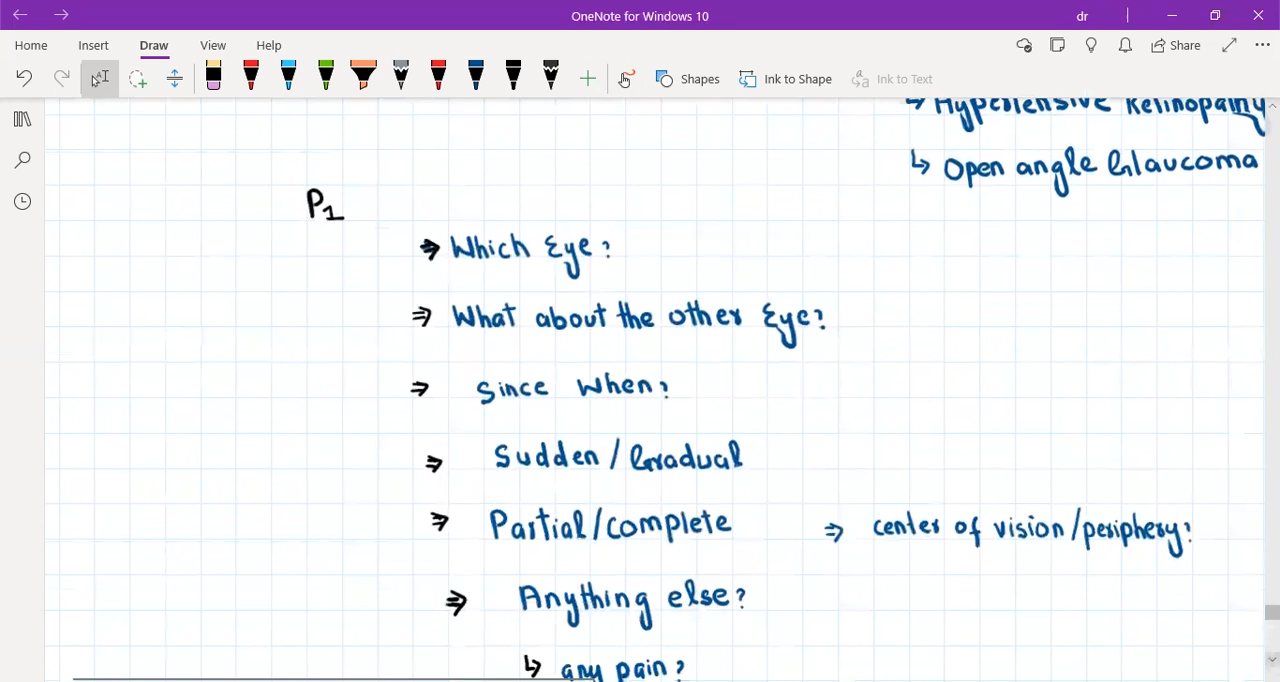 OneNote for Windows 10
dr
Home Insert Draw View Help
Share
Shapes Ink to Shape Ink to Text
↳ Hypertensive Retinopathy
↳ Open angle Glaucoma
P1
⇒ Which Eye?
⇒ What about the other Eye?
⇒ Since When?
⇒ Sudden / Gradual
⇒ Partial/complete ⇒ center of vision/periphery?
⇒ Anything else?
↳ any pain?